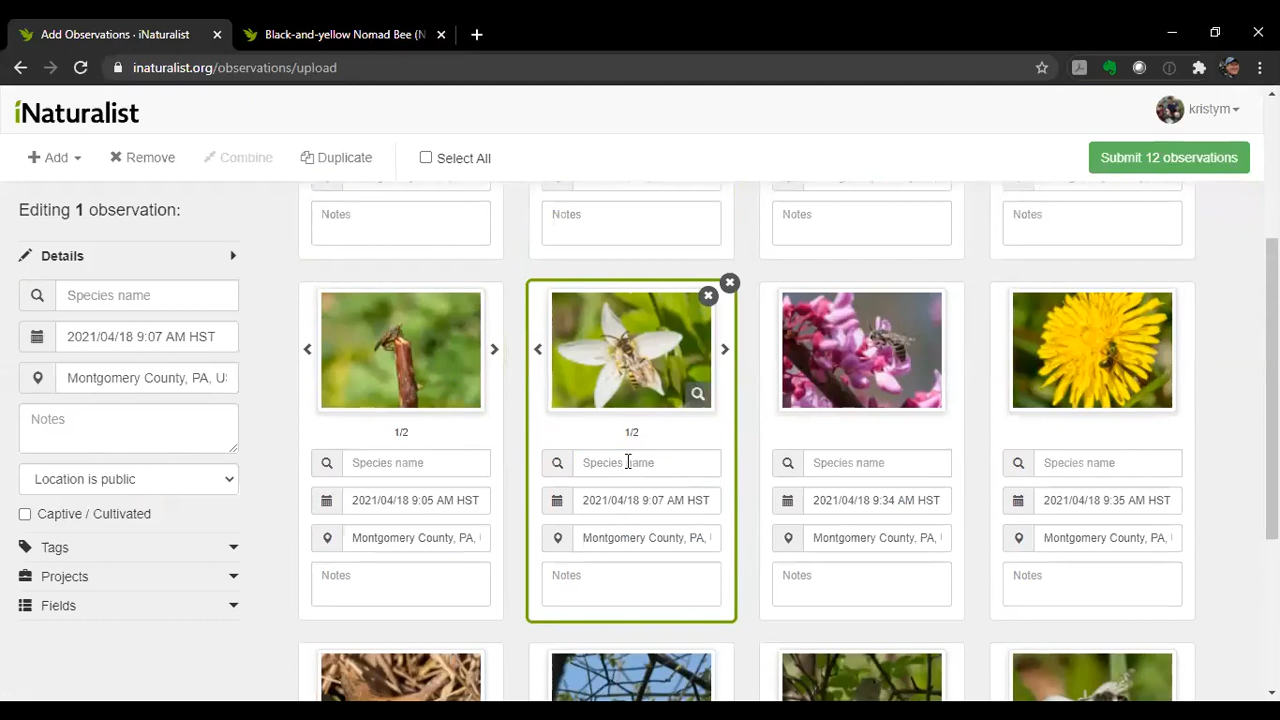 Add Observations · iNaturalist
Black-and-yellow Nomad Bee (
inaturalist.org/observations/upload
iNaturalist
kristym
Add
Remove
Combine
Duplicate
Select All
Submit 12 observations
Editing 1 observation:
Details
Species name
2021/04/18 9:07 AM HST
Montgomery County, PA, US
Notes
Location is public
Captive / Cultivated
Tags
Projects
Fields
Notes
Notes
Notes
Notes
1/2
1/2
Species name
Species name
Species name
Species name
2021/04/18 9:05 AM HST
2021/04/18 9:07 AM HST
2021/04/18 9:34 AM HST
2021/04/18 9:35 AM HST
Montgomery County, PA,
Montgomery County, PA,
Montgomery County, PA,
Montgomery County, PA,
Notes
Notes
Notes
Notes